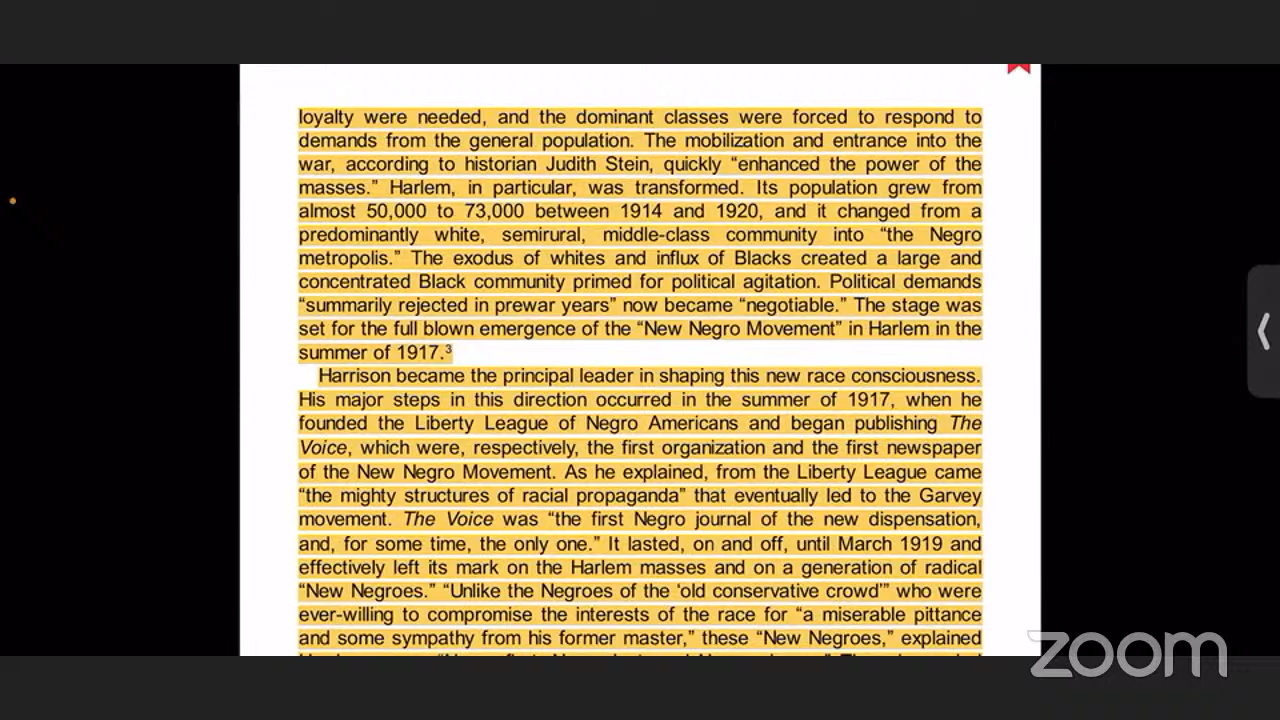 loyalty were needed, and the dominant classes were forced to respond to
demands from the general population. The mobilization and entrance into the
war, according to historian Judith Stein, quickly “enhanced the power of the
masses.” Harlem, in particular, was transformed. Its population grew from
almost 50,000 to 73,000 between 1914 and 1920, and it changed from a
predominantly white, semirural, middle-class community into “the Negro
metropolis.” The exodus of whites and influx of Blacks created a large and
concentrated Black community primed for political agitation. Political demands
“summarily rejected in prewar years” now became “negotiable.” The stage was
set for the full blown emergence of the “New Negro Movement” in Harlem in the
summer of 1917.³
Harrison became the principal leader in shaping this new race consciousness.
His major steps in this direction occurred in the summer of 1917, when he
founded the Liberty League of Negro Americans and began publishing The
Voice, which were, respectively, the first organization and the first newspaper
of the New Negro Movement. As he explained, from the Liberty League came
“the mighty structures of racial propaganda” that eventually led to the Garvey
movement. The Voice was “the first Negro journal of the new dispensation,
and, for some time, the only one.” It lasted, on and off, until March 1919 and
effectively left its mark on the Harlem masses and on a generation of radical
“New Negroes.” “Unlike the Negroes of the ‘old conservative crowd’” who were
ever-willing to compromise the interests of the race for “a miserable pittance
and some sympathy from his former master,” these “New Negroes,” explained
zoom